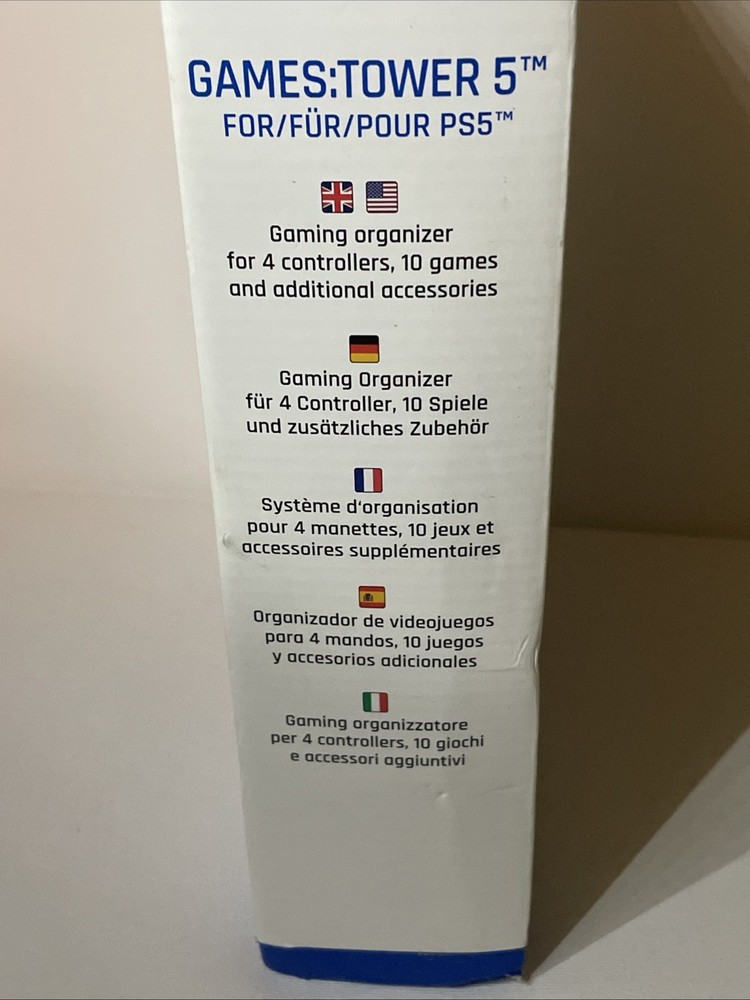 GAMES:TOWER 5™
FOR/FÜR/POUR PS5™
Gaming organizer
for 4 controllers, 10 games
and additional accessories
Gaming Organizer
für 4 Controller, 10 Spiele
und zusätzliches Zubehör
Système d'organisation
pour 4 manettes, 10 jeux et
accessoires supplémentaires
Organizador de videojuegos
para 4 mandos, 10 juegos
y accesorios adicionales
Gaming organizzatore
per 4 controllers, 10 giochi
e accessori aggiuntivi